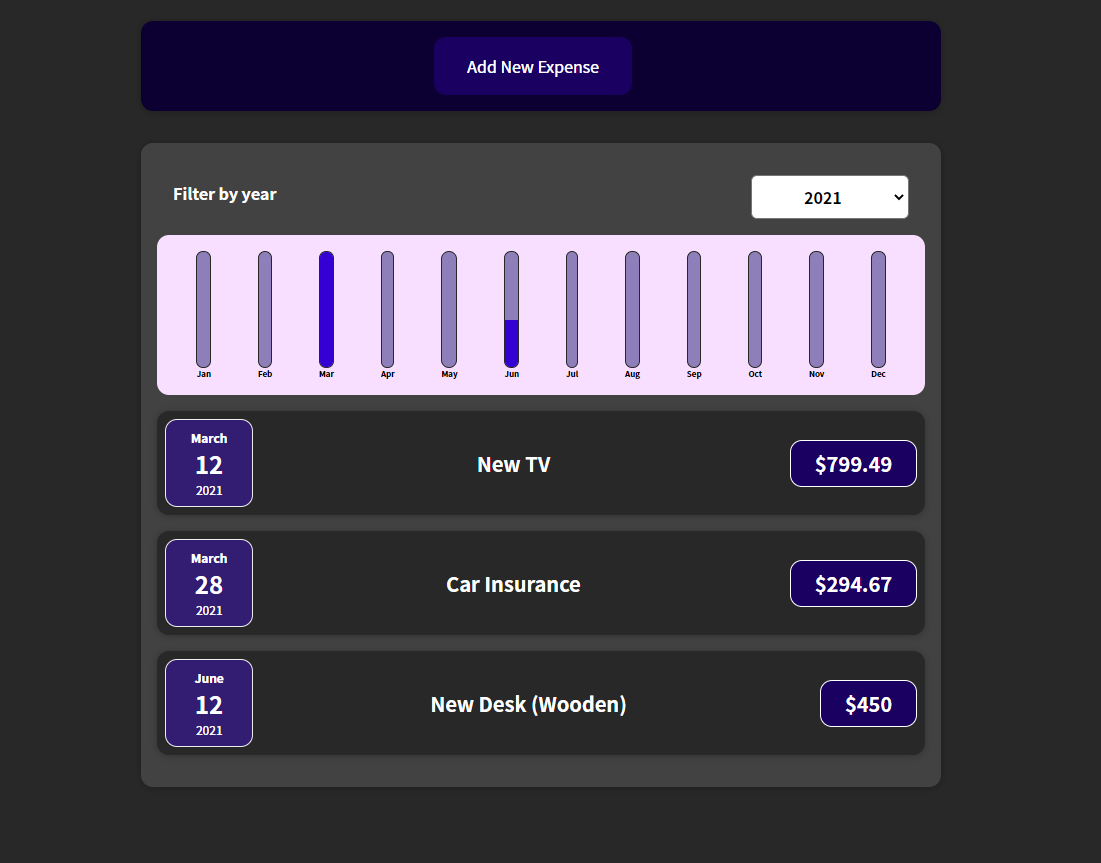 Add New Expense
Filter by year
2021
Jan Feb Mar Apr May Jun Jul Aug Sep Oct Nov Dec
March
12
2021
New TV
$799.49
March
28
2021
Car Insurance
$294.67
June
12
2021
New Desk (Wooden)
$450